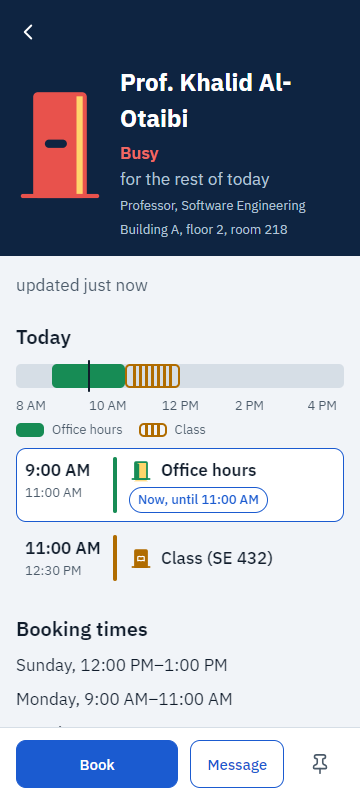 Prof. Khalid Al-
Otaibi
Busy
for the rest of today
Professor, Software Engineering
Building A, floor 2, room 218
updated just now
Today
8 AM 10 AM 12 PM 2 PM 4 PM
Office hours Class
9:00 AM Office hours
11:00 AM Now, until 11:00 AM
11:00 AM Class (SE 432)
12:30 PM
Booking times
Sunday, 12:00 PM–1:00 PM
Monday, 9:00 AM–11:00 AM
Book Message